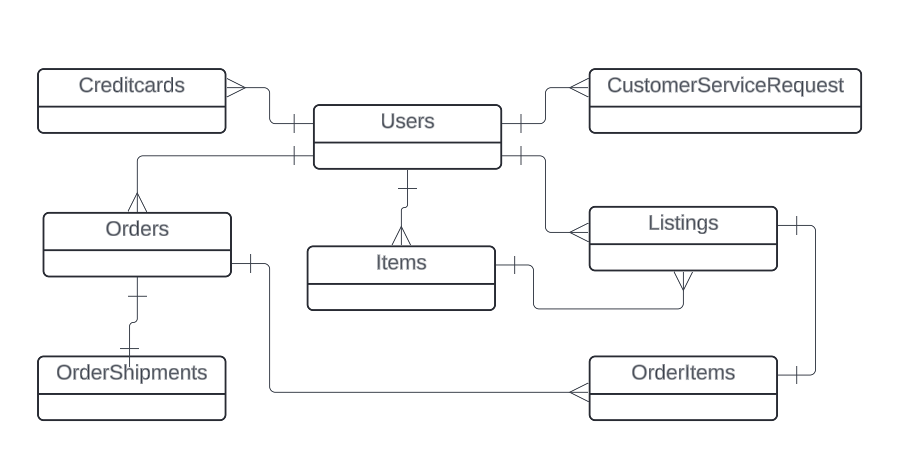 Creditcards
CustomerServiceRequest
Users
Orders
Listings
Items
OrderShipments
OrderItems